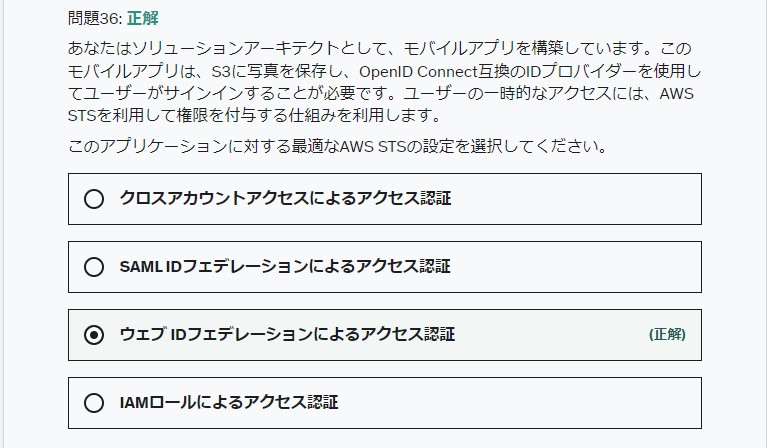 問題36: 正解
あなたはソリューションアーキテクトとして、モバイルアプリを構築しています。この
モバイルアプリは、S3に写真を保存し、OpenID Connect互換のIDプロバイダーを使用し
てユーザーがサインインすることが必要です。ユーザーの一時的なアクセスには、AWS
STSを利用して権限を付与する仕組みを利用します。
このアプリケーションに対する最適なAWS STSの設定を選択してください。
クロスアカウントアクセスによるアクセス認証
SAML IDフェデレーションによるアクセス認証
ウェブ IDフェデレーションによるアクセス認証 (正解)
IAMロールによるアクセス認証